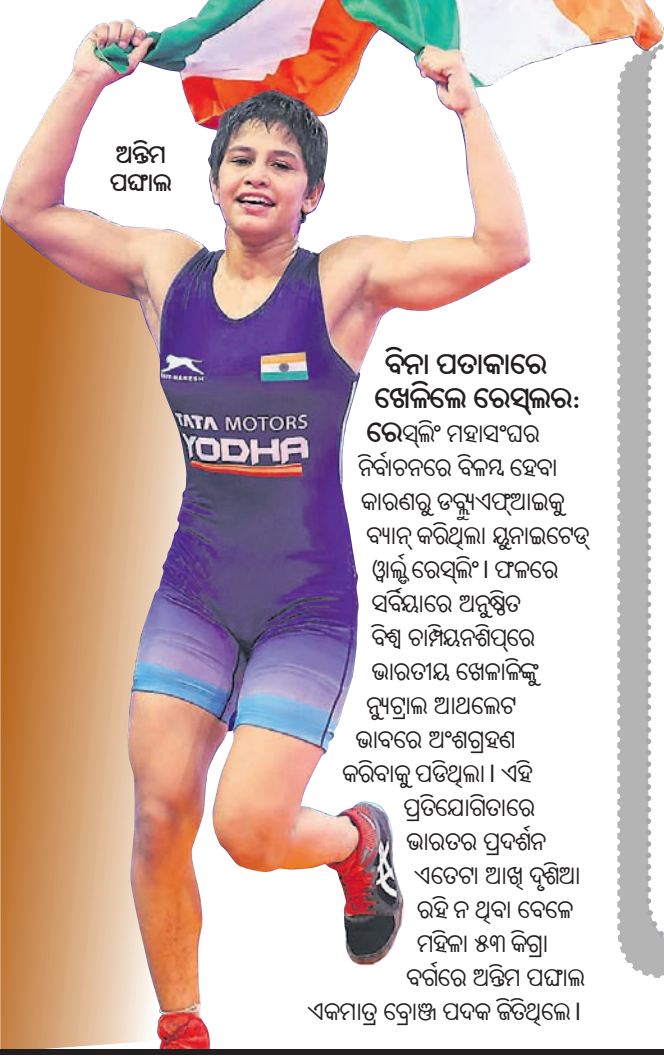 ଅନ୍ତିମ
ପଙ୍ଘାଲ
SHIV-NARESH
TATA MOTORS
YODHA
ବିନା ପତାକାରେ
ଖେଳିଲେ ରେସ୍‌ଲର:
ରେସ୍‌ଲିଂ ମହାସଂଘର
ନିର୍ବାଚନରେ ବିଳମ୍ବ ହେବା
କାରଣରୁ ଡବ୍ଲ୍ୟୁଏଫ୍‌ଆଇକୁ
ବ୍ୟାନ୍ କରିଥିଲା ୟୁନାଇଟେଡ୍
ୱାର୍ଲ୍ଡ ରେସ୍‌ଲିଂ । ଫଳରେ
ସର୍ବିୟାରେ ଅନୁଷ୍ଠିତ
ବିଶ୍ୱ ଚାମ୍ପିୟନଶିପ୍‌ରେ
ଭାରତୀୟ ଖେଳାଳିଙ୍କୁ
ନ୍ୟୁଟ୍ରାଲ ଆଥଲେଟ
ଭାବରେ ଅଂଶଗ୍ରହଣ
କରିବାକୁ ପଡିଥିଲା । ଏହି
ପ୍ରତିଯୋଗିତାରେ
ଭାରତର ପ୍ରଦର୍ଶନ
ଏତେଟା ଆଖି ଦୃଶିଆ
ରହି ନ ଥିବା ବେଳେ
ମହିଳା ୫୩ କିଗ୍ରା
ବର୍ଗରେ ଅନ୍ତିମ ପଙ୍ଘାଲ
ଏକମାତ୍ର ବ୍ରୋଞ୍ଜ ପଦକ ଜିତିଥିଲେ ।